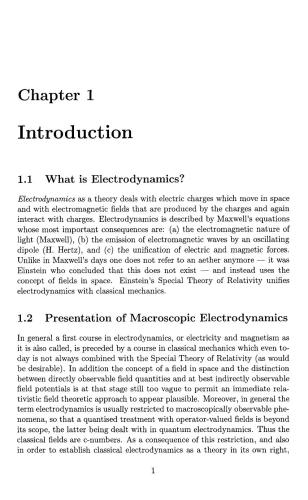 Chapter 1
Introduction
1.1 What is Electrodynamics?
Electrodynamics as a theory deals with electric charges which move in space
and with electromagnetic fields that are produced by the charges and again
interact with charges. Electrodynamics is described by Maxwell's equations
whose most important consequences are: (a) the electromagnetic nature of
light (Maxwell), (b) the emission of electromagnetic waves by an oscillating
dipole (H. Hertz), and (c) the unification of electric and magnetic forces.
Unlike in Maxwell's days one does not refer to an aether anymore — it was
Einstein who concluded that this does not exist — and instead uses the
concept of fields in space. Einstein's Special Theory of Relativity unifies
electrodynamics with classical mechanics.
1.2 Presentation of Macroscopic Electrodynamics
In general a first course in electrodynamics, or electricity and magnetism as
it is also called, is preceded by a course in classical mechanics which even to-
day is not always combined with the Special Theory of Relativity (as would
be desirable). In addition the concept of a field in space and the distinction
between directly observable field quantities and at best indirectly observable
field potentials is at that stage still too vague to permit an immediate rela-
tivistic field theoretic approach to appear plausible. Moreover, in general the
term electrodynamics is usually restricted to macroscopically observable phe-
nomena, so that a quantised treatment with operator-valued fields is beyond
its scope, the latter being dealt with in quantum electrodynamics. Thus the
classical fields are c-numbers. As a consequence of this restriction, and also
in order to establish classical electrodynamics as a theory in its own right,
1